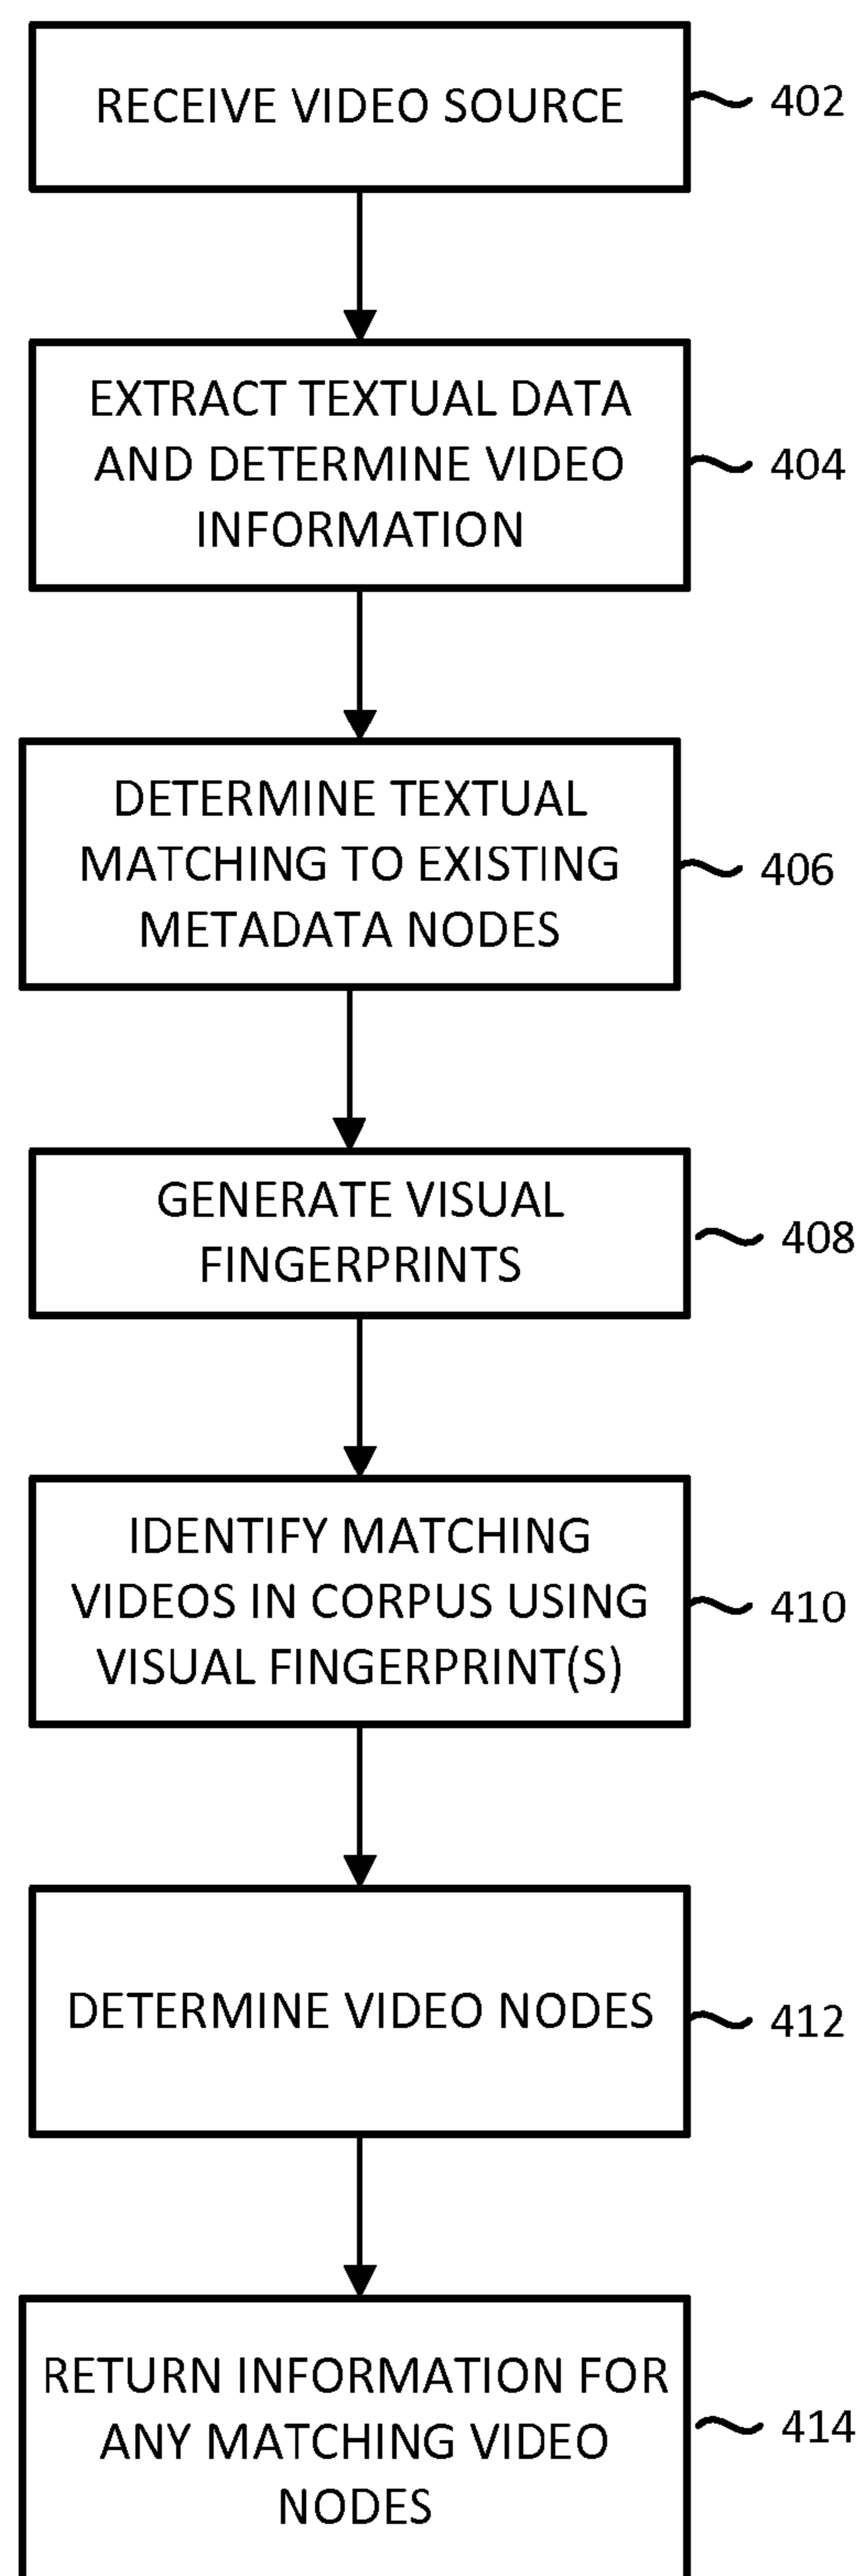 RECEIVE VIDEO SOURCE
402
EXTRACT TEXTUAL DATA
AND DETERMINE VIDEO
INFORMATION
404
DETERMINE TEXTUAL
MATCHING TO EXISTING
METADATA NODES
406
GENERATE VISUAL
FINGERPRINTS
408
IDENTIFY MATCHING
VIDEOS IN CORPUS USING
VISUAL FINGERPRINT(S)
410
DETERMINE VIDEO NODES
412
RETURN INFORMATION FOR
ANY MATCHING VIDEO
NODES
414